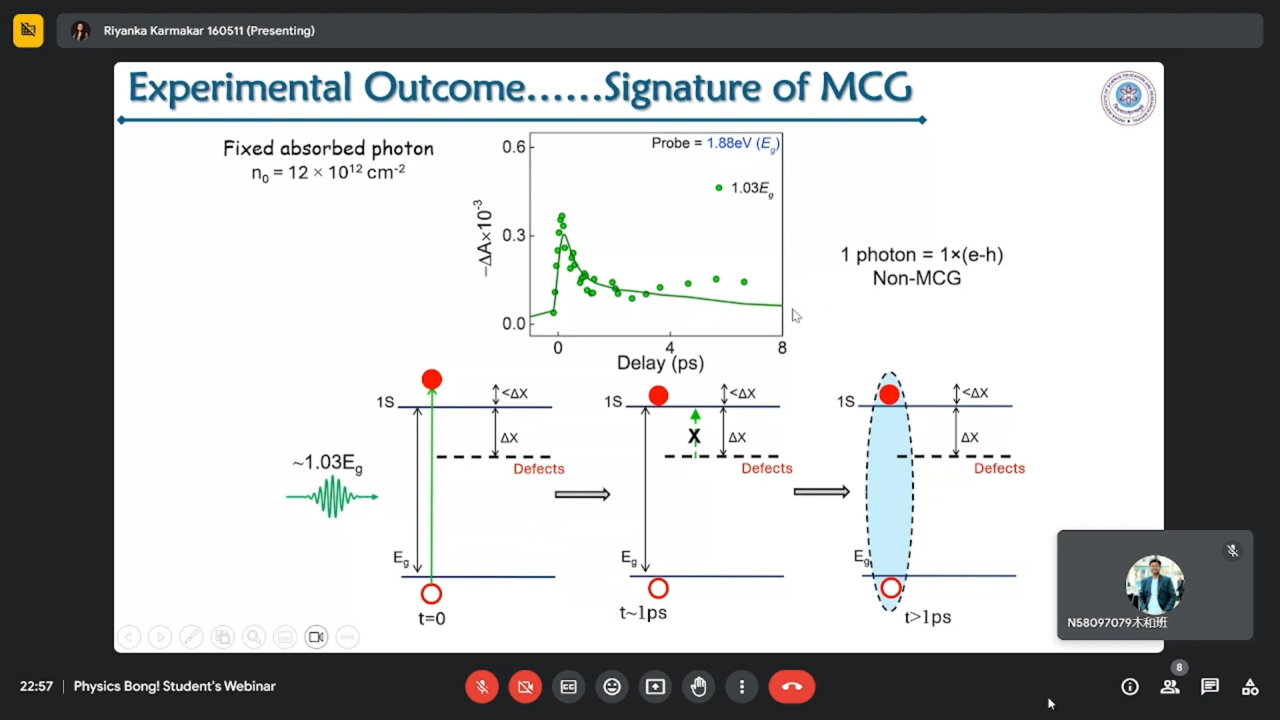 Riyanka Karmakar 160511 (Presenting)
Experimental Outcome......Signature of MCG
Fixed absorbed photon
n₀ = 12 × 10¹² cm⁻²
Probe = 1.88eV (E_g)
1.03E_g
0.6
0.3
0.0
−ΔA×10⁻³
0 4 8
Delay (ps)
1 photon = 1×(e-h)
Non-MCG
~1.03E_g
1S
<ΔX
ΔX
Defects
E_g
t=0
1S
<ΔX
X
ΔX
Defects
E_g
t~1ps
1S
<ΔX
ΔX
Defects
E_g
t>1ps
N58097079木和班
22:57 | Physics Bong! Student's Webinar
8